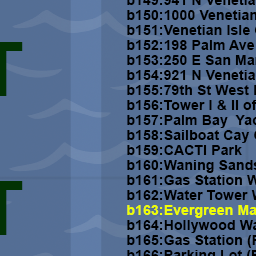 b149:941 N Venetian
b150:1000 Venetian
b151:Venetian Isle
b152:198 Palm Ave
b153:250 E San Ma
b154:921 N Venetia
b155:79th St West
b156:Tower I & II of
b157:Palm Bay Yac
b158:Sailboat Cay
b159:CACTI Park
b160:Waning Sands
b161:Gas Station W
b162:Water Tower W
b163:Evergreen Ma
b164:Hollywood Wa
b165:Gas Station (F
b166:Parking Lot (F